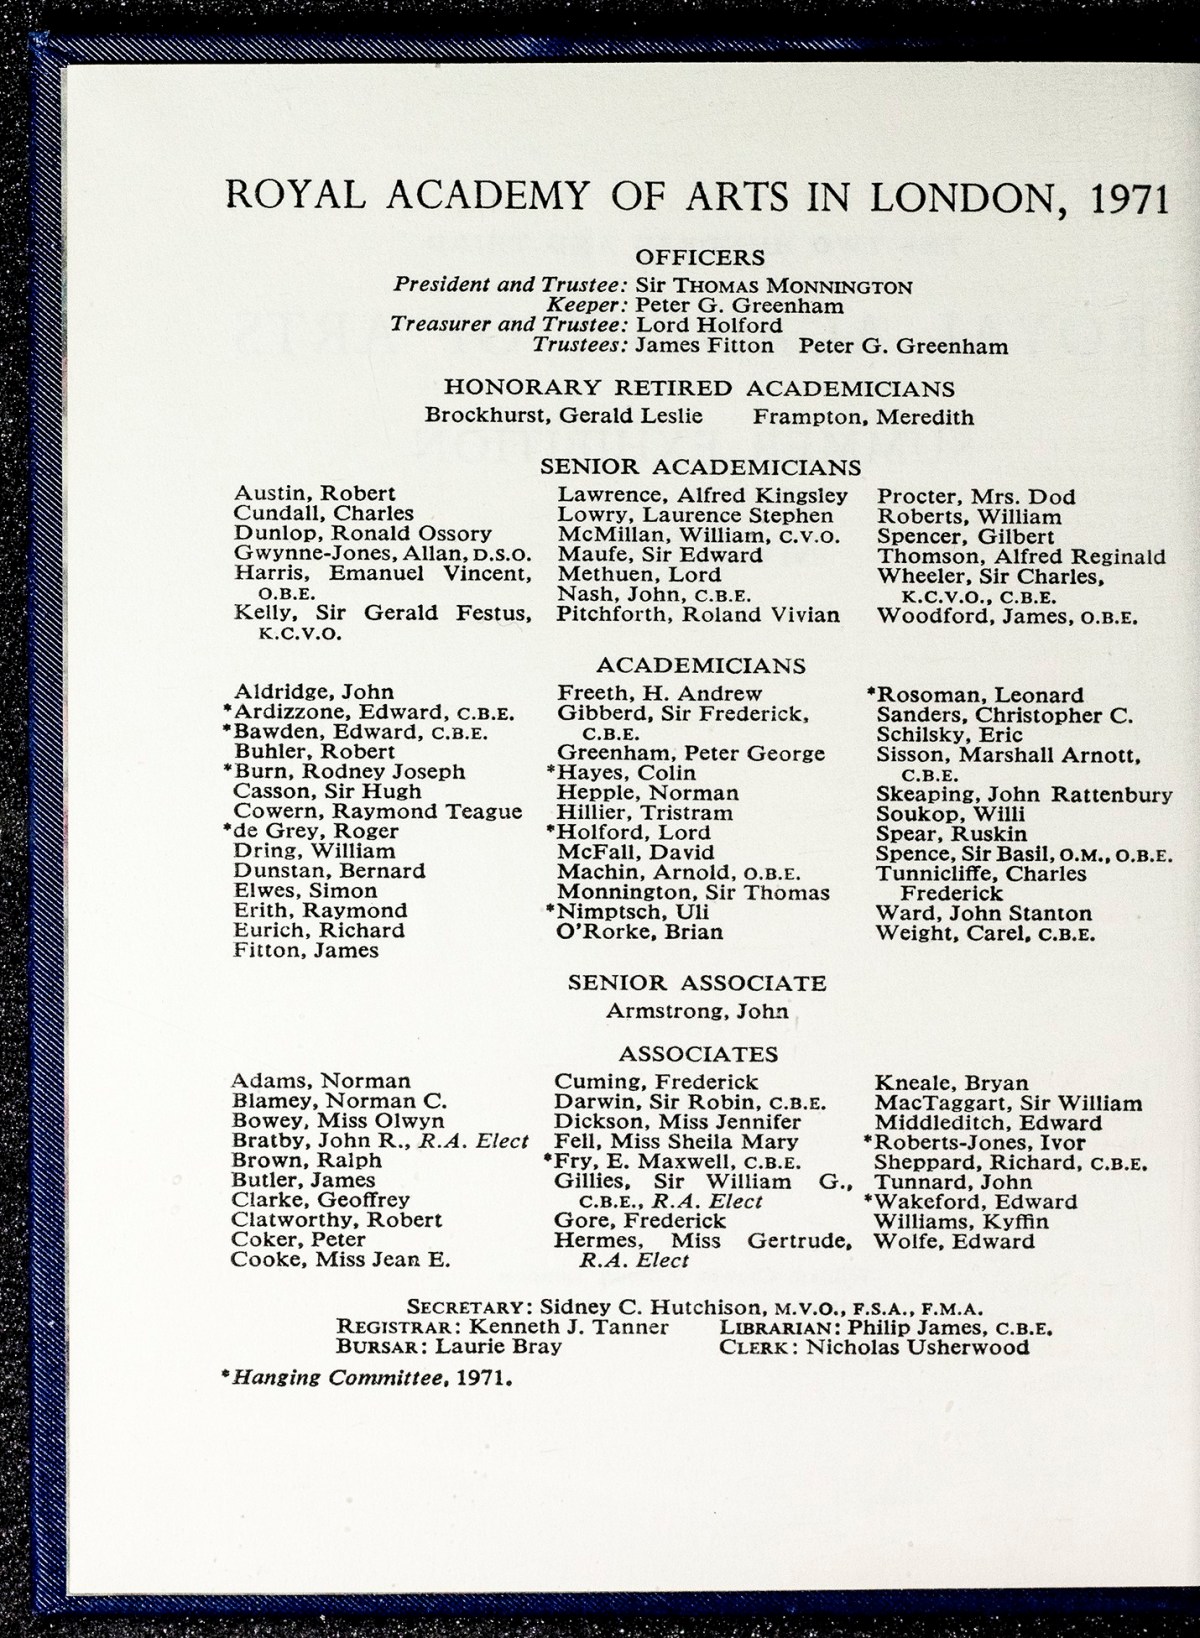 ROYAL ACADEMY OF ARTS IN LONDON, 1971
OFFICERS
President and Trustee: Sir THOMAS MONNINGTON
Keeper: Peter G. Greenham
Treasurer and Trustee: Lord Holford
Trustees: James Fitton Peter G. Greenham
HONORARY RETIRED ACADEMICIANS
Brockhurst, Gerald Leslie Frampton, Meredith
SENIOR ACADEMICIANS
Austin, Robert
Cundall, Charles
Dunlop, Ronald Ossory
Gwynne-Jones, Allan, D.S.O.
Harris, Emanuel Vincent,
O.B.E.
Kelly, Sir Gerald Festus,
K.C.V.O.
Lawrence, Alfred Kingsley
Lowry, Laurence Stephen
McMillan, William, C.V.O.
Maufe, Sir Edward
Methuen, Lord
Nash, John, C.B.E.
Pitchforth, Roland Vivian
Procter, Mrs. Dod
Roberts, William
Spencer, Gilbert
Thomson, Alfred Reginald
Wheeler, Sir Charles,
K.C.V.O., C.B.E.
Woodford, James, O.B.E.
ACADEMICIANS
Aldridge, John
*Ardizzone, Edward, C.B.E.
*Bawden, Edward, C.B.E.
Buhler, Robert
*Burn, Rodney Joseph
Casson, Sir Hugh
Cowern, Raymond Teague
*de Grey, Roger
Dring, William
Dunstan, Bernard
Elwes, Simon
Erith, Raymond
Eurich, Richard
Fitton, James
Freeth, H. Andrew
Gibberd, Sir Frederick,
C.B.E.
Greenham, Peter George
*Hayes, Colin
Hepple, Norman
Hillier, Tristram
*Holford, Lord
McFall, David
Machin, Arnold, O.B.E.
Monnington, Sir Thomas
*Nimptsch, Uli
O'Rorke, Brian
*Rosoman, Leonard
Sanders, Christopher C.
Schilsky, Eric
Sisson, Marshall Arnott,
C.B.E.
Skeaping, John Rattenbury
Soukop, Willi
Spear, Ruskin
Spence, Sir Basil, O.M., O.B.E.
Tunnicliffe, Charles
Frederick
Ward, John Stanton
Weight, Carel, C.B.E.
SENIOR ASSOCIATE
Armstrong, John
ASSOCIATES
Adams, Norman
Blamey, Norman C.
Bowey, Miss Olwyn
Bratby, John R., R.A. Elect
Brown, Ralph
Butler, James
Clarke, Geoffrey
Clatworthy, Robert
Coker, Peter
Cooke, Miss Jean E.
Cuming, Frederick
Darwin, Sir Robin, C.B.E.
Dickson, Miss Jennifer
Fell, Miss Sheila Mary
*Fry, E. Maxwell, C.B.E.
Gillies, Sir William G.,
C.B.E., R.A. Elect
Gore, Frederick
Hermes, Miss Gertrude,
R.A. Elect
Kneale, Bryan
MacTaggart, Sir William
Middleditch, Edward
*Roberts-Jones, Ivor
Sheppard, Richard, C.B.E.
Tunnard, John
*Wakeford, Edward
Williams, Kyffin
Wolfe, Edward
SECRETARY: Sidney C. Hutchison, M.V.O., F.S.A., F.M.A.
REGISTRAR: Kenneth J. Tanner LIBRARIAN: Philip James, C.B.E.
BURSAR: Laurie Bray CLERK: Nicholas Usherwood
*Hanging Committee, 1971.